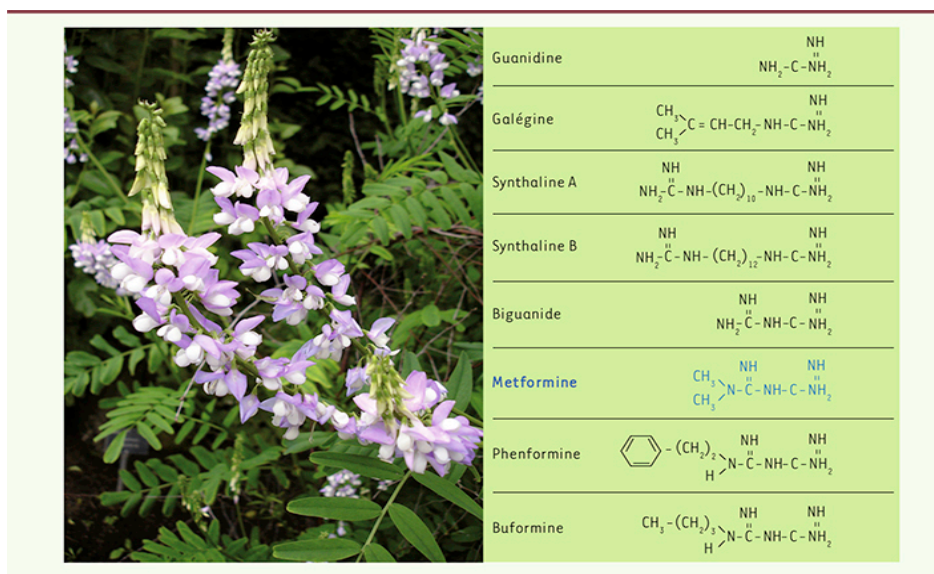 Guanidine
NH
NH₂-C-NH₂
Galégine
CH₃
NH
C = CH-CH₂-NH-C-NH₂
CH₃
Synthaline A
NH NH
NH₂-C-NH-(CH₂)₁₀-NH-C-NH₂
Synthaline B
NH NH
NH₂-C-NH-(CH₂)₁₂-NH-C-NH₂
Biguanide
NH NH
NH₂-C-NH-C-NH₂
Metformine
CH₃ NH NH
N-C-NH-C-NH₂
CH₃
Phenformine
NH NH
-(CH₂)₂
N-C-NH-C-NH₂
H
Buformine
NH NH
CH₃-(CH₂)₃
N-C-NH-C-NH₂
H